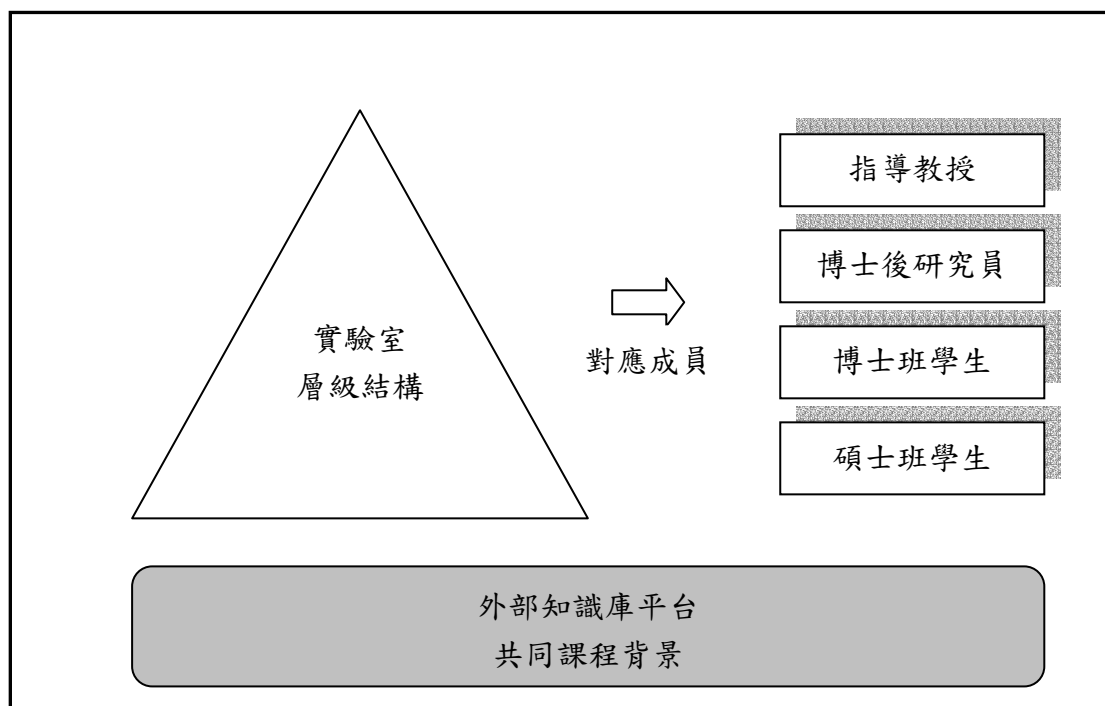 實驗室
層級結構
對應成員
指導教授
博士後研究員
博士班學生
碩士班學生
外部知識庫平台
共同課程背景